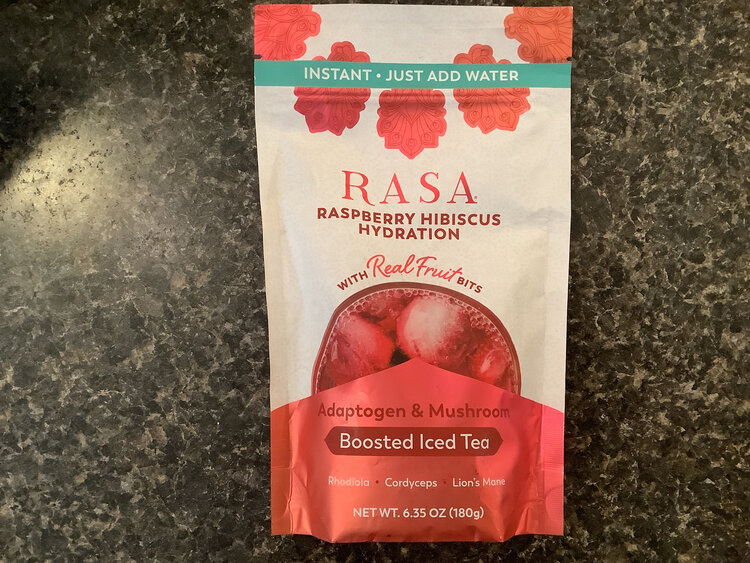 INSTANT • JUST ADD WATER
RASA
RASPBERRY HIBISCUS
HYDRATION
WITH Real Fruit BITS
Adaptogen & Mushroom
Boosted Iced Tea
Rhodiola • Cordyceps • Lion's Mane
NET WT. 6.35 OZ (180g)